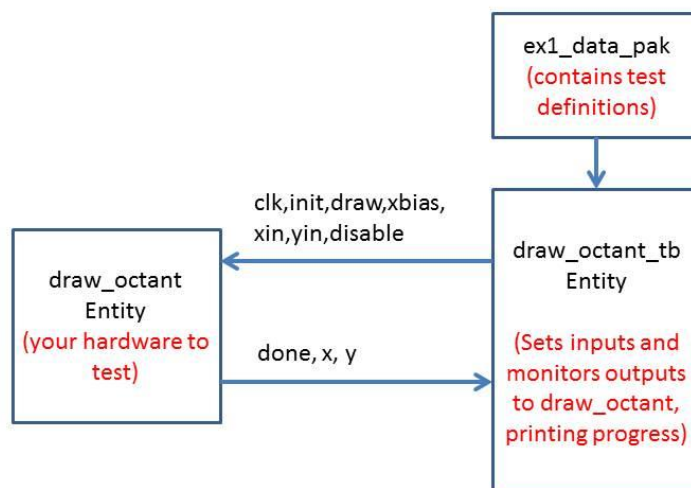 ex1_data_pak
(contains test
definitions)
clk,init,draw,xbias,
xin,yin,disable
draw_octant
Entity
(your hardware to
test)
done, x, y
draw_octant_tb
Entity
(Sets inputs and
monitors outputs
to draw_octant,
printing progress)